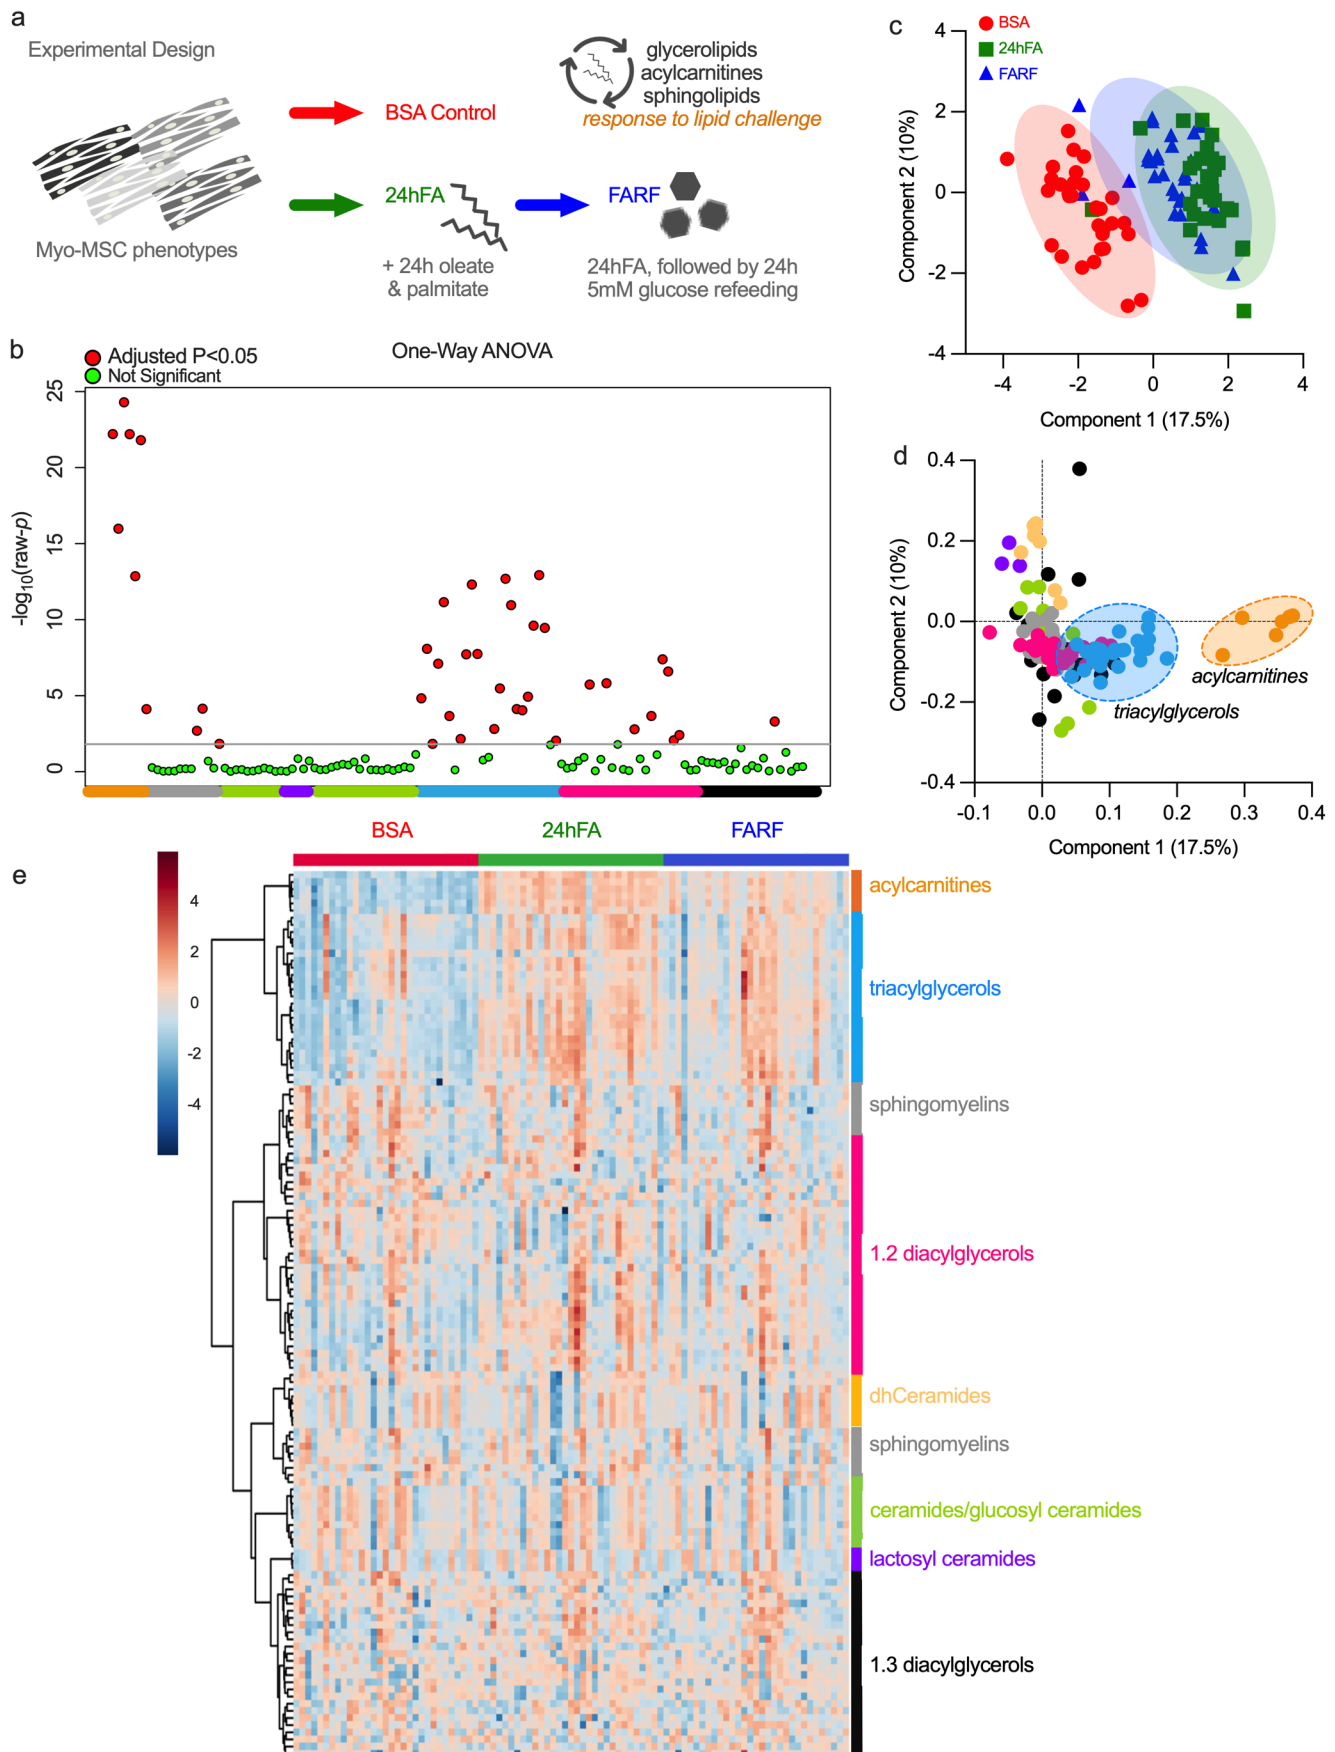 a
Experimental Design
Myo-MSC phenotypes
BSA Control
glycerolipids
acylcarnitines
sphingolipids
response to lipid challenge
24hFA
+ 24h oleate
& palmitate
FARF
24hFA, followed by 24h
5mM glucose refeeding
b
Adjusted P<0.05
Not Significant
One-Way ANOVA
-log10(raw-p)
25
20
15
10
5
0
c
BSA
24hFA
FARF
Component 2 (10%)
4
2
0
-2
-4
-4 -2 0 2 4
Component 1 (17.5%)
d
Component 2 (10%)
0.4
0.2
0.0
-0.2
-0.4
acylcarnitines
triacylglycerols
-0.1 0.0 0.1 0.2 0.3 0.4
Component 1 (17.5%)
e
BSA 24hFA FARF
4
2
0
-2
-4
acylcarnitines
triacylglycerols
sphingomyelins
1.2 diacylglycerols
dhCeramides
sphingomyelins
ceramides/glucosyl ceramides
lactosyl ceramides
1.3 diacylglycerols